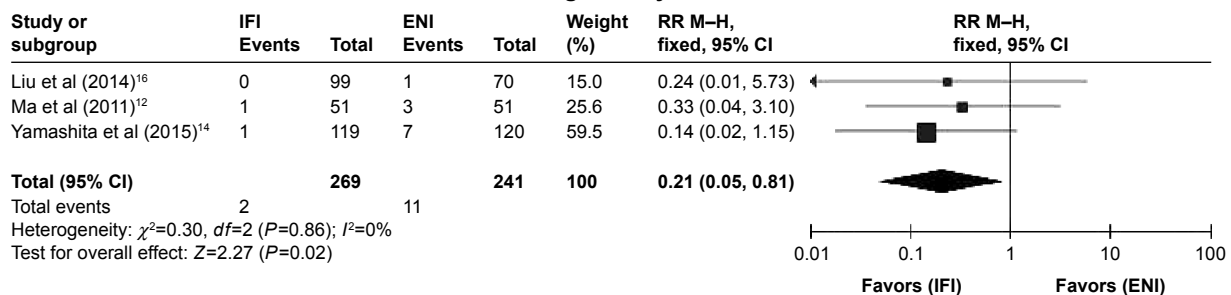 Study or subgroup IFI Events Total ENI Events Total Weight (%) RR M–H, fixed, 95% CI RR M–H, fixed, 95% CI
Liu et al (2014)¹⁶ 0 99 1 70 15.0 0.24 (0.01, 5.73)
Ma et al (2011)¹² 1 51 3 51 25.6 0.33 (0.04, 3.10)
Yamashita et al (2015)¹⁴ 1 119 7 120 59.5 0.14 (0.02, 1.15)
Total (95% CI) 269 241 100 0.21 (0.05, 0.81)
Total events 2 11
Heterogeneity: χ²=0.30, df=2 (P=0.86); I²=0%
Test for overall effect: Z=2.27 (P=0.02)
0.01 0.1 1 10 100
Favors (IFI) Favors (ENI)